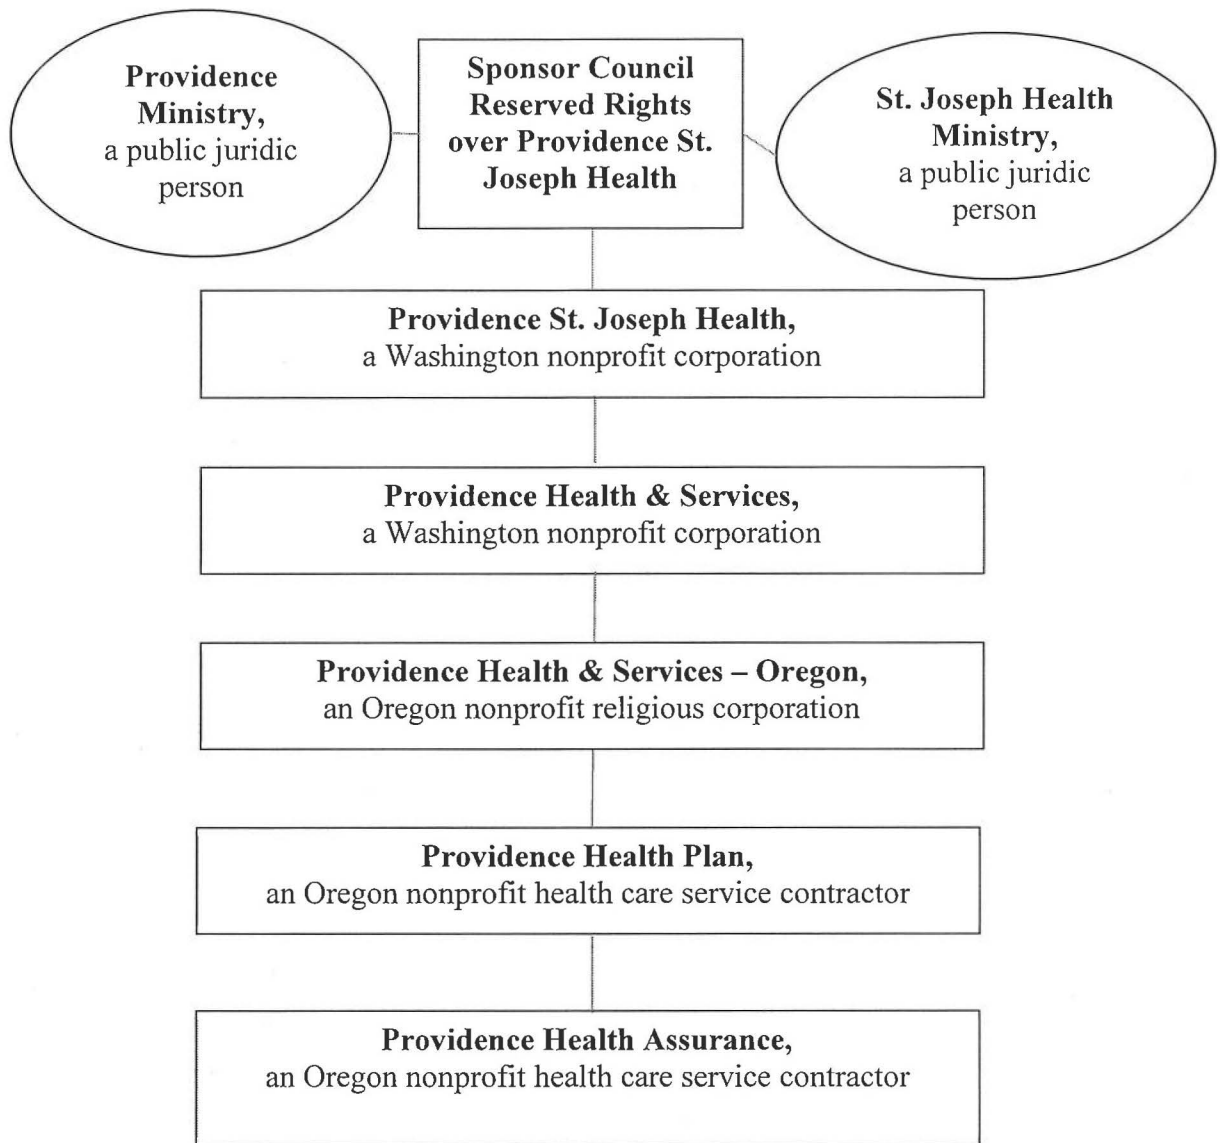 Providence
Ministry,
a public juridic
person
Sponsor Council
Reserved Rights
over Providence St.
Joseph Health
St. Joseph Health
Ministry,
a public juridic
person
Providence St. Joseph Health,
a Washington nonprofit corporation
Providence Health & Services,
a Washington nonprofit corporation
Providence Health & Services – Oregon,
an Oregon nonprofit religious corporation
Providence Health Plan,
an Oregon nonprofit health care service contractor
Providence Health Assurance,
an Oregon nonprofit health care service contractor